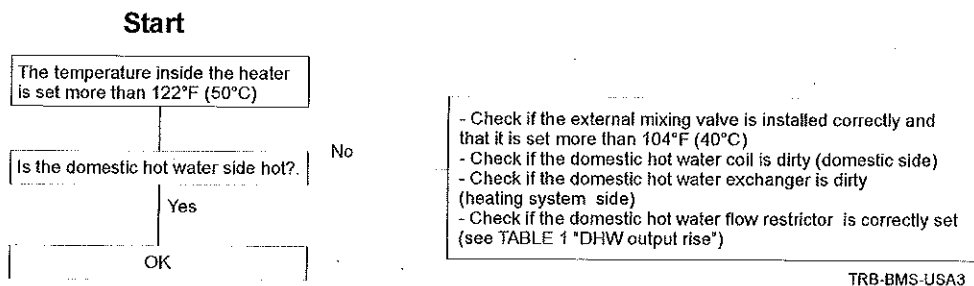 Start
The temperature inside the heater
is set more than 122°F (50°C)
Is the domestic hot water side hot?.
No
Yes
OK
- Check if the external mixing valve is installed correctly and
that it is set more than 104°F (40°C)
- Check if the domestic hot water coil is dirty (domestic side)
- Check if the domestic hot water exchanger is dirty
(heating system side)
- Check if the domestic hot water flow restrictor is correctly set
(see TABLE 1 "DHW output rise")
TRB-BMS-USA3